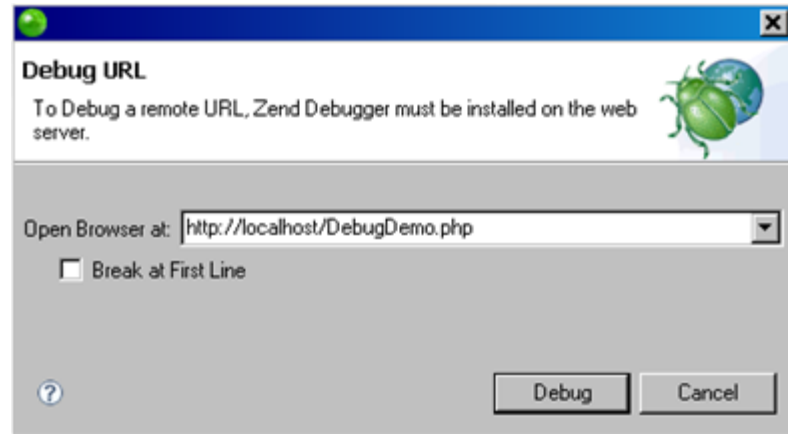 Debug URL
To Debug a remote URL, Zend Debugger must be installed on the web
server.
Open Browser at: http://localhost/DebugDemo.php
Break at First Line
? Debug Cancel